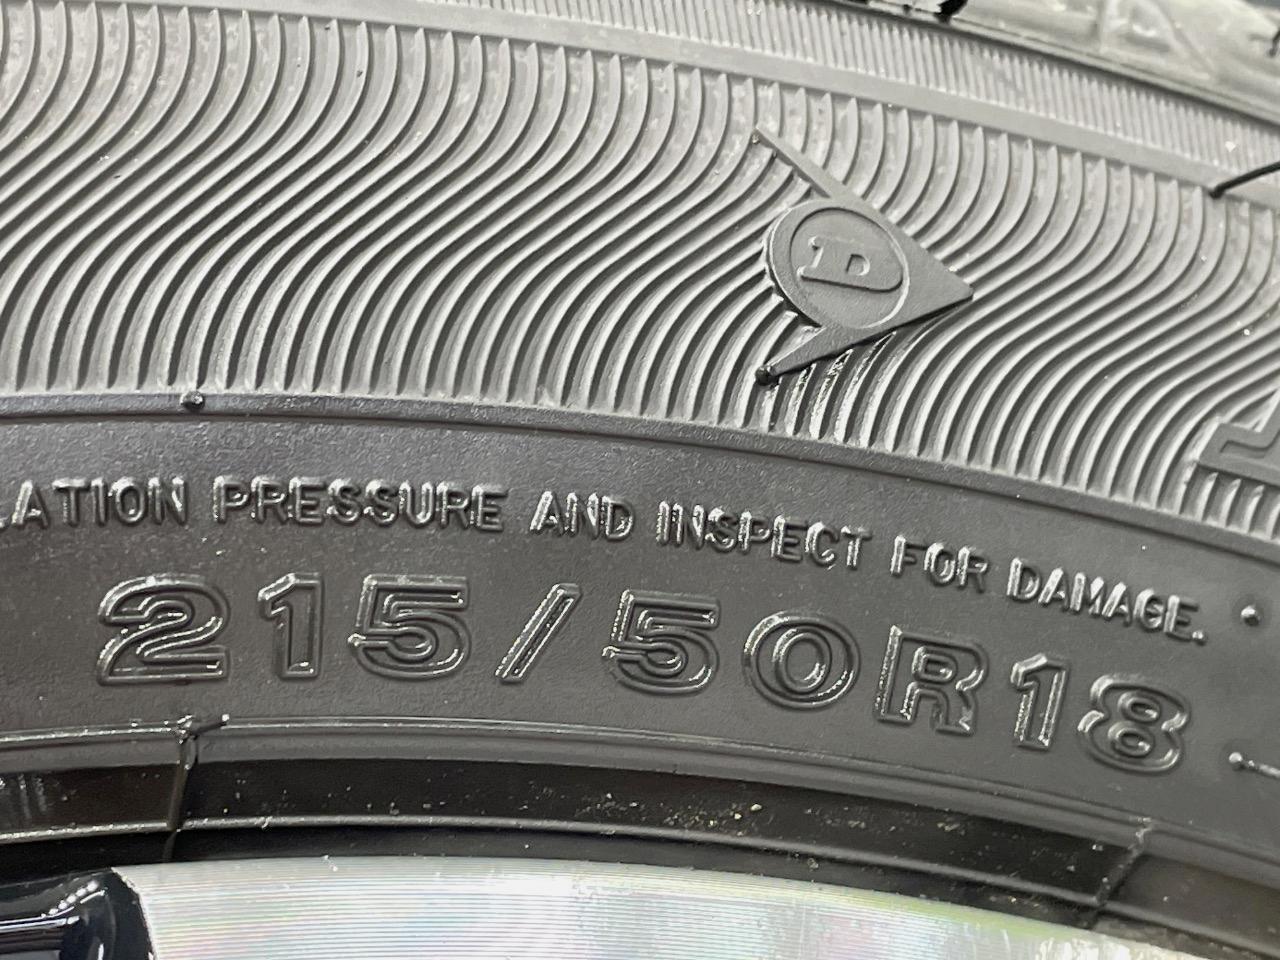 D
LATION PRESSURE AND INSPECT FOR DAMAGE.
215/50R18